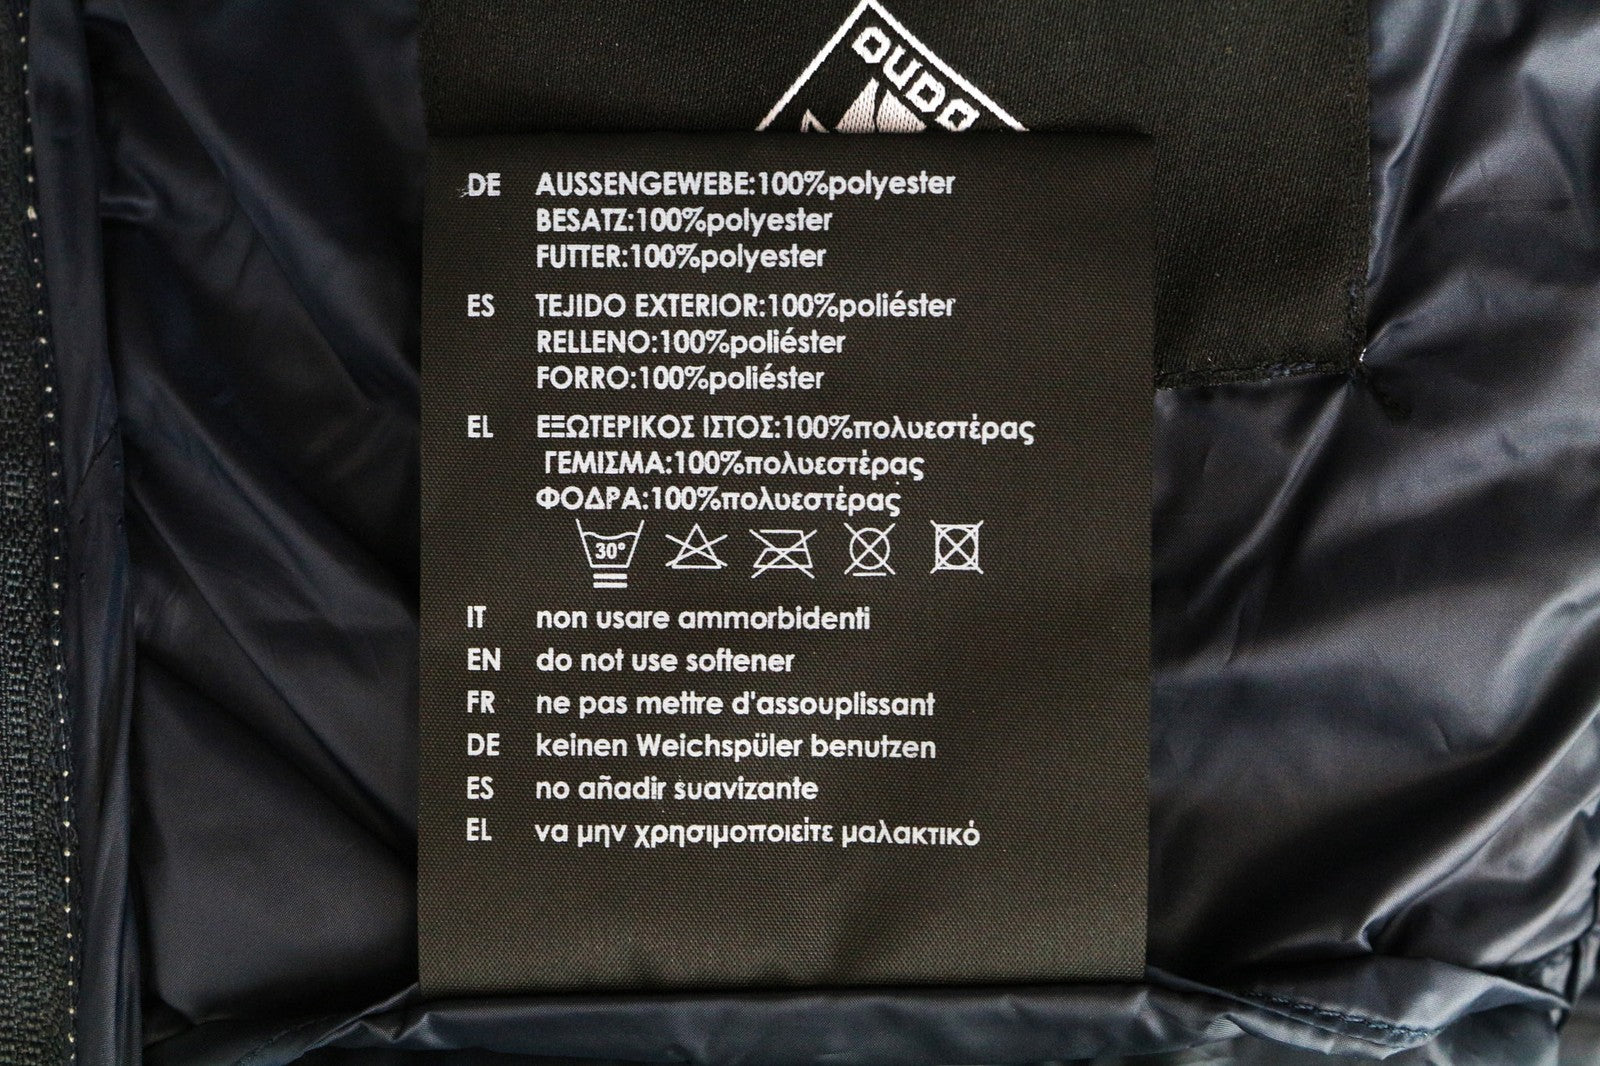 OUDO
DE AUSSENGEWEBE:100%polyester
BESATZ:100%polyester
FUTTER:100%polyester
ES TEJIDO EXTERIOR:100%poliéster
RELLENO:100%poliéster
FORRO:100%poliéster
EL ΕΞΩΤΕΡΙΚΟΣ ΙΣΤΟΣ:100%πολυεστέρας
ΓΕΜΙΣΜΑ:100%πολυεστέρας
ΦΟΔΡΑ:100%πολυεστέρας
30°
IT non usare ammorbidenti
EN do not use softener
FR ne pas mettre d'assouplissant
DE keinen Weichspüler benutzen
ES no añadir suavizante
EL να μην χρησιμοποιείτε μαλακτικό